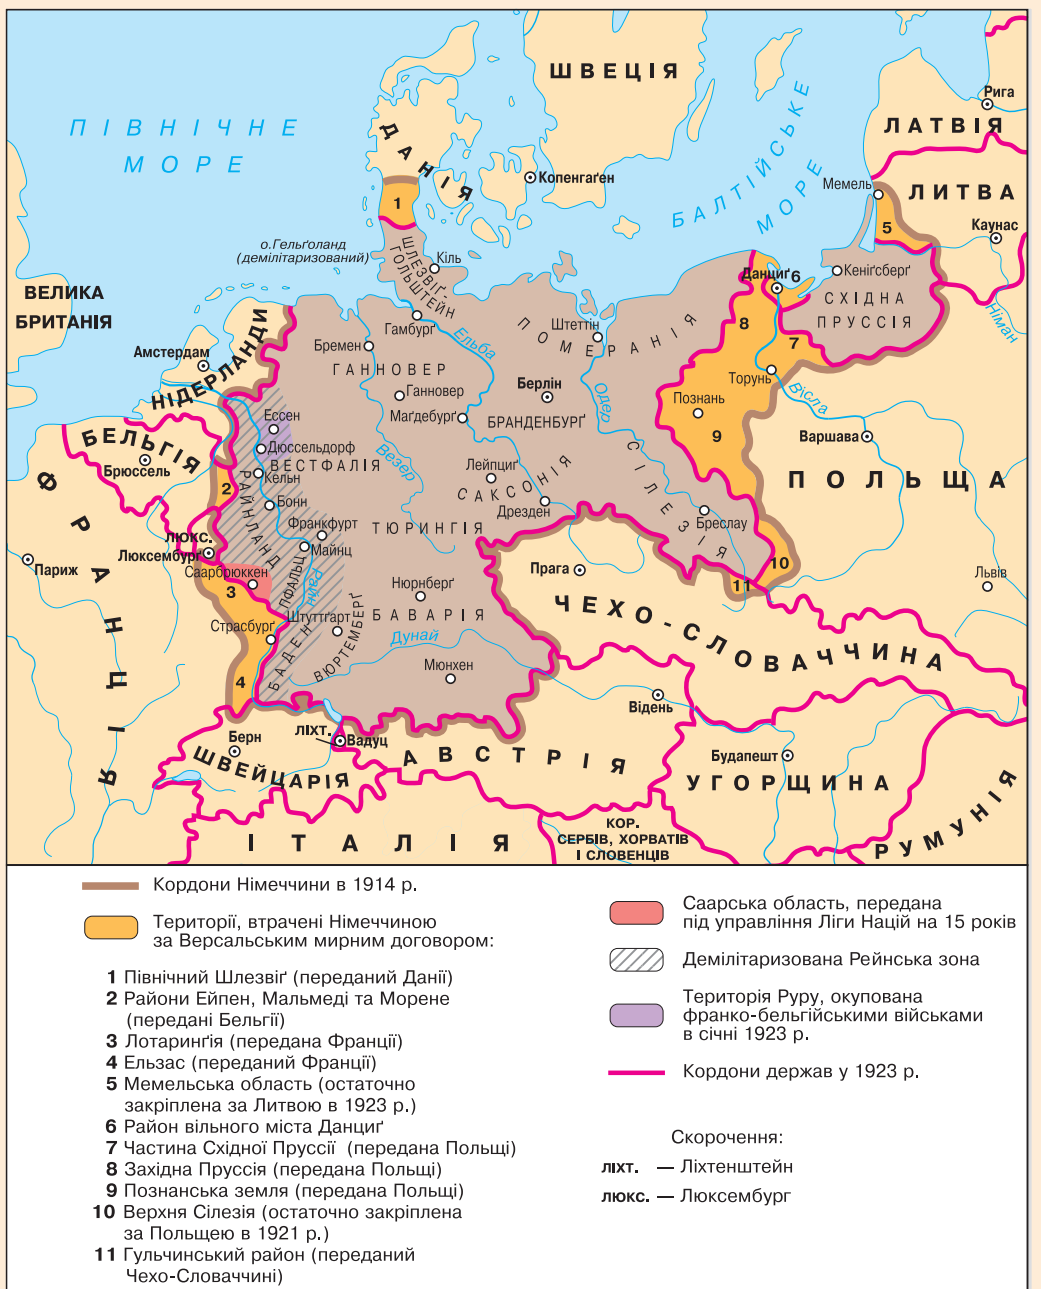 ШВЕЦІЯ
ПІВНІЧНЕ
МОРЕ
ДАНІЯ
Копенгаґен
БАЛТІЙСЬКЕ
МОРЕ
Рига
ЛАТВІЯ
Мемель
ЛИТВА
Каунас
1
5
о.Гельґоланд
(демілітаризований)
ШЛЕЗВІГ-
ГОЛЬШТЕЙН
Кіль
Данциґ
6
Кеніґсберґ
СХІДНА
ПРУССІЯ
Німан
ВЕЛИКА
БРИТАНІЯ
Гамбург
Ельба
ПОМЕРАНІЯ
Штеттін
8
7
Амстердам
НІДЕРЛАНДИ
Бремен
ГАННОВЕР
Ганновер
Берлін
Маґдебурґ
БРАНДЕНБУРҐ
Одер
Торунь
Познань
9
Вісла
Варшава
ПОЛЬЩА
БЕЛЬГІЯ
Брюссель
Ессен
Дюссельдорф
ВЕСТФАЛІЯ
Кельн
Везер
Лейпциґ
САКСОНІЯ
Дрезден
СІЛЕЗІЯ
Бреслау
2
РАЙНЛАНД
Бонн
ФРАНЦІЯ
Париж
ЛЮКС.
Люксембурґ
Франкфурт
Майнц
ТЮРИНГІЯ
Саарбрюккен
3
ПФАЛЬЦ
Райн
Нюрнберґ
Прага
10
11
Львів
Страсбурґ
Штуттґарт
БАВАРІЯ
ЧЕХО-СЛОВАЧЧИНА
БАДЕН
ВЮРТЕМБЕРҐ
Дунай
Мюнхен
4
Відень
Берн
ЛІХТ.
Вадуц
ШВЕЙЦАРІЯ
АВСТРІЯ
Будапешт
УГОРЩИНА
РУМУНІЯ
ІТАЛІЯ
КОР.
СЕРБІВ, ХОРВАТІВ
І СЛОВЕНЦІВ
Кордони Німеччини в 1914 р.
Території, втрачені Німеччиною
за Версальським мирним договором:
1 Північний Шлезвіґ (переданий Данії)
2 Райони Ейпен, Мальмеді та Морене
(передані Бельгії)
3 Лотарингія (передана Франції)
4 Ельзас (переданий Франції)
5 Мемельська область (остаточно
закріплена за Литвою в 1923 р.)
6 Район вільного міста Данциґ
7 Частина Східної Пруссії (передана Польщі)
8 Західна Пруссія (передана Польщі)
9 Познанська земля (передана Польщі)
10 Верхня Сілезія (остаточно закріплена
за Польщею в 1921 р.)
11 Гульчинський район (переданий
Чехо-Словаччині)
Саарська область, передана
під управління Ліги Націй на 15 років
Демілітаризована Рейнська зона
Територія Руру, окупована
франко-бельгійськими військами
в січні 1923 р.
Кордони держав у 1923 р.
Скорочення:
ЛІХТ. — Ліхтенштейн
ЛЮКС. — Люксембург